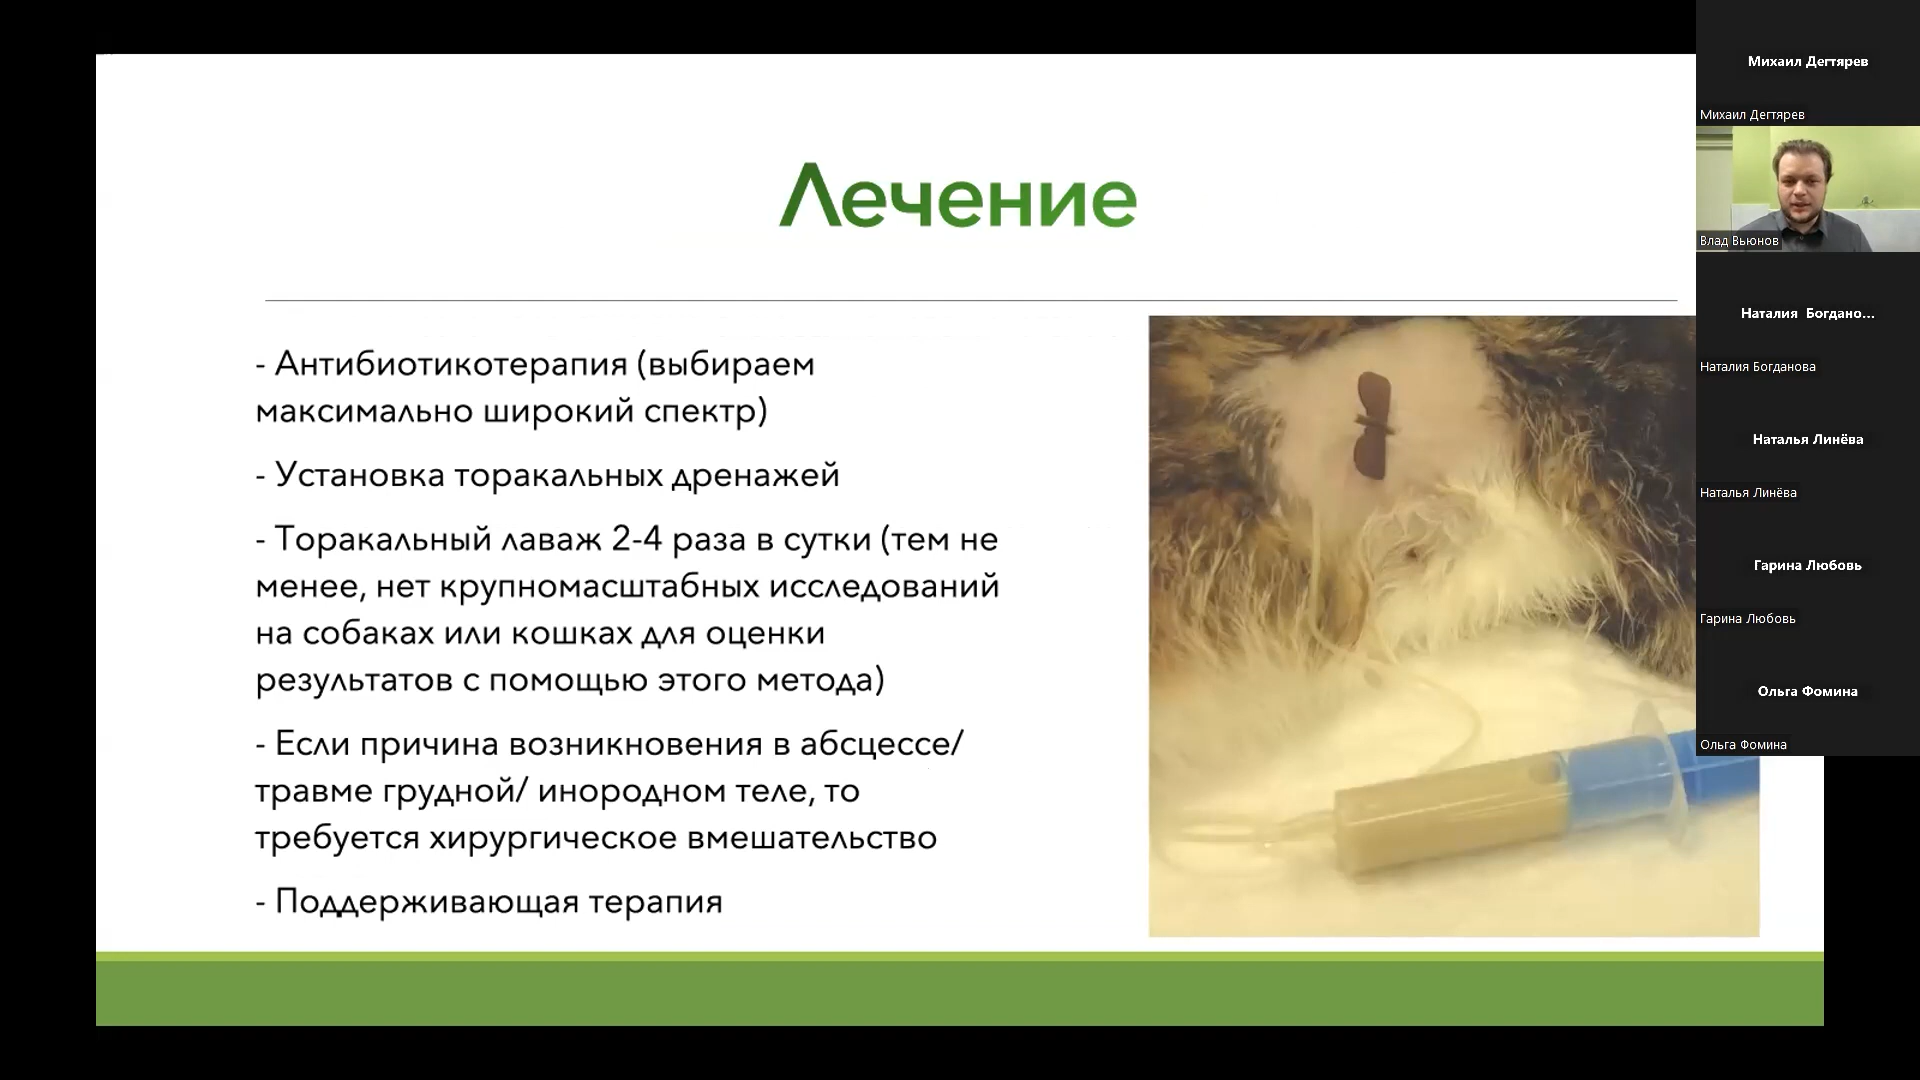 Лечение
- Антибиотикотерапия (выбираем
максимально широкий спектр)
- Установка торакальных дренажей
- Торакальный лаваж 2-4 раза в сутки (тем не
менее, нет крупномасштабных исследований
на собаках или кошках для оценки
результатов с помощью этого метода)
- Если причина возникновения в абсцессе/
травме грудной/ инородном теле, то
требуется хирургическое вмешательство
- Поддерживающая терапия
Михаил Дегтярев
Михаил Дегтярев
Влад Вьюнов
Наталия Богдано...
Наталия Богданова
Наталья Линёва
Наталья Линёва
Гарина Любовь
Гарина Любовь
Ольга Фомина
Ольга Фомина